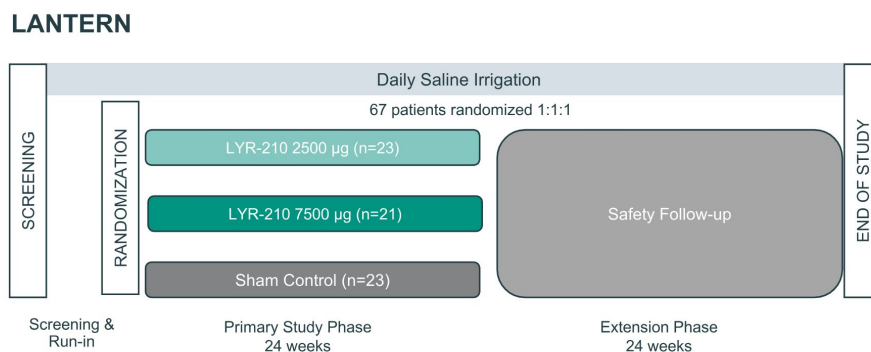 LANTERN
Daily Saline Irrigation
67 patients randomized 1:1:1
SCREENING
RANDOMIZATION
LYR-210 2500 µg (n=23)
LYR-210 7500 µg (n=21)
Sham Control (n=23)
Safety Follow-up
END OF STUDY
Screening &
Run-in
Primary Study Phase
24 weeks
Extension Phase
24 weeks